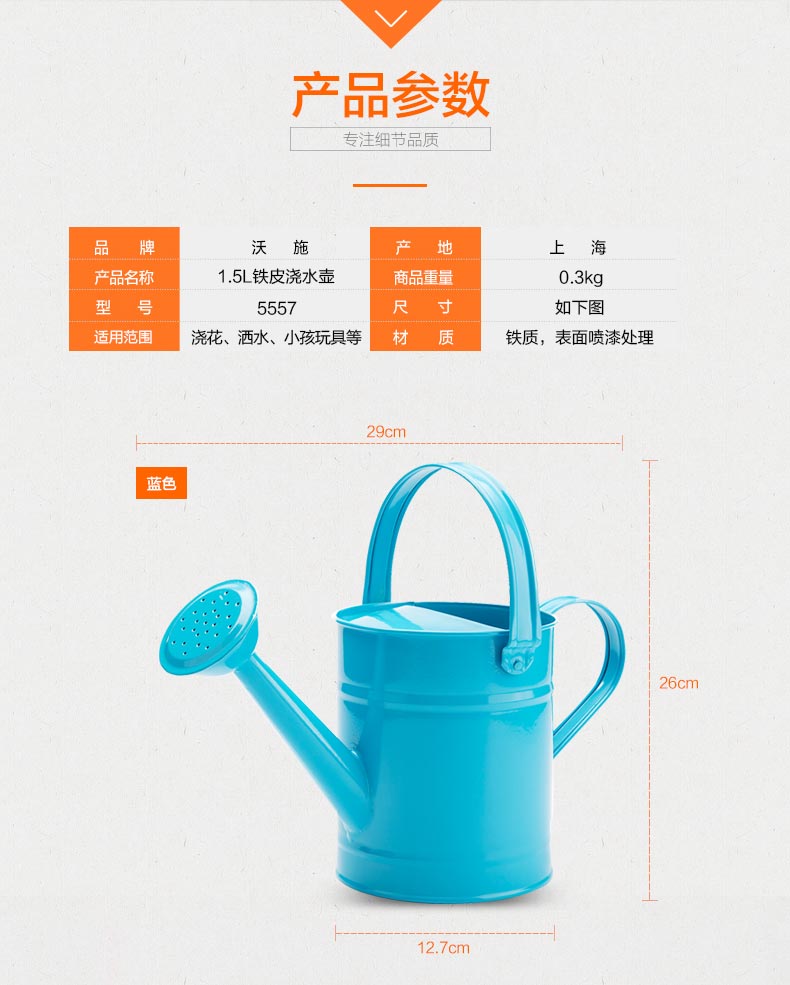 产品参数
专注细节品质
品 牌 沃 施 产 地 上 海
产品名称 1.5L铁皮浇水壶 商品重量 0.3kg
型 号 5557 尺 寸 如下图
适用范围 浇花、洒水、小孩玩具等 材 质 铁质，表面喷漆处理
29cm
蓝色
26cm
12.7cm